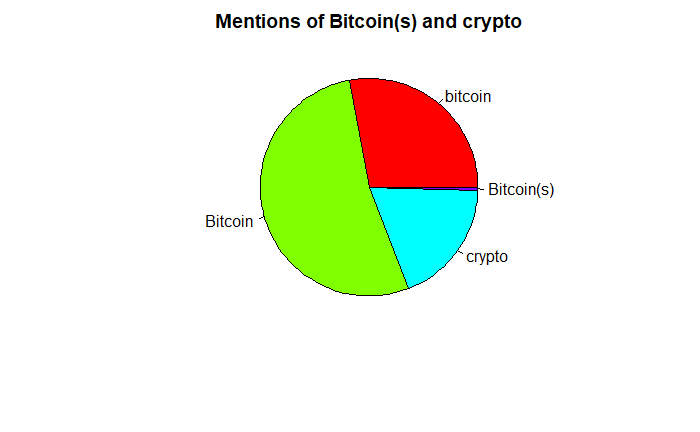 Mentions of Bitcoin(s) and crypto
bitcoin
Bitcoin(s)
Bitcoin
crypto